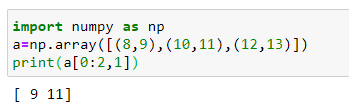 import numpy as np
a=np.array([(8,9),(10,11),(12,13)])
print(a[0:2,1])
[ 9 11]